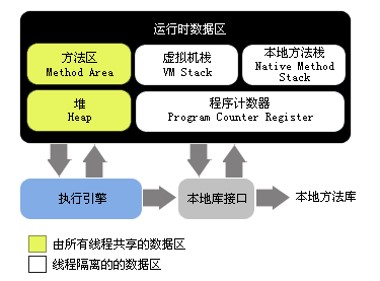 运行时数据区
方法区
Method Area
虚拟机栈
VM Stack
本地方法栈
Native Method
Stack
堆
Heap
程序计数器
Program Counter Register
执行引擎
本地库接口
本地方法库
由所有线程共享的数据区
线程隔离的的数据区